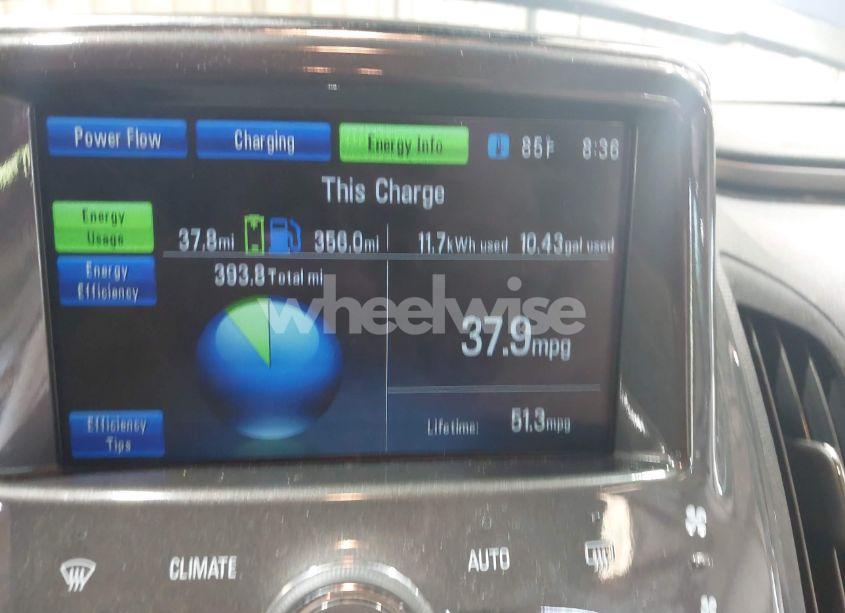 Power Flow Charging Energy Info 85°F 8:36
This Charge
Energy Usage
37.8mi 356.0mi 11.7kWh used 10.43gal used
Energy Efficiency
393.8 Total mi
wheelwise
37.9mpg
Lifetime: 51.3mpg
Efficiency Tips
CLIMATE AUTO